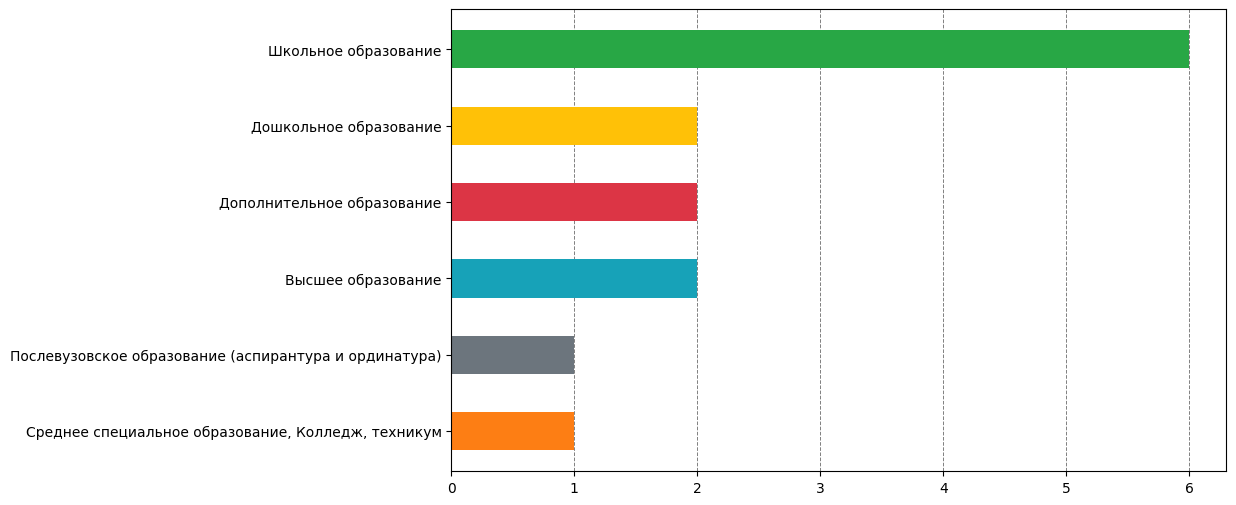 Школьное образование
Дошкольное образование
Дополнительное образование
Высшее образование
Послевузовское образование (аспирантура и ординатура)
Среднее специальное образование, Колледж, техникум
0 1 2 3 4 5 6